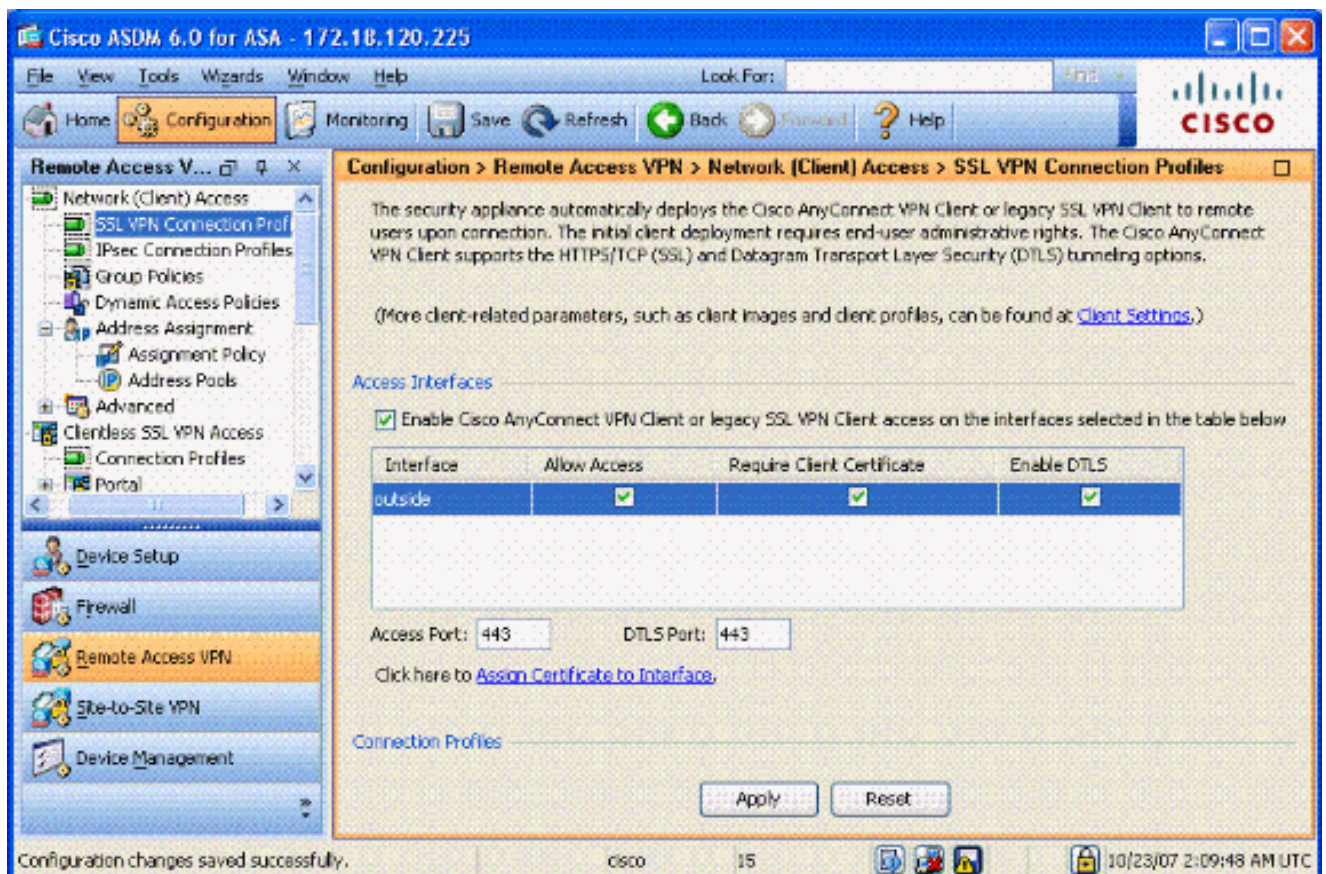 Cisco ASDM 6.0 for ASA - 172.18.120.225
File View Tools Wizards Window Help Look For: Find
Home Configuration Monitoring Save Refresh Back Forward Help
CISCO
Remote Access V...
Network (Client) Access
SSL VPN Connection Prof
IPsec Connection Profiles
Group Policies
Dynamic Access Policies
Address Assignment
Assignment Policy
Address Pools
Advanced
Clientless SSL VPN Access
Connection Profiles
Portal
Device Setup
Firewall
Remote Access VPN
Site-to-Site VPN
Device Management
Configuration > Remote Access VPN > Network (Client) Access > SSL VPN Connection Profiles
The security appliance automatically deploys the Cisco AnyConnect VPN Client or legacy SSL VPN Client to remote
users upon connection. The initial client deployment requires end-user administrative rights. The Cisco AnyConnect
VPN Client supports the HTTPS/TCP (SSL) and Datagram Transport Layer Security (DTLS) tunneling options.
(More client-related parameters, such as client images and client profiles, can be found at Client Settings.)
Access Interfaces
Enable Cisco AnyConnect VPN Client or legacy SSL VPN Client access on the interfaces selected in the table below
Interface Allow Access Require Client Certificate Enable DTLS
outside
Access Port: 443 DTLS Port: 443
Click here to Assign Certificate to Interface.
Connection Profiles
Apply Reset
Configuration changes saved successfully. cisco 15 10/23/07 2:09:48 AM UTC